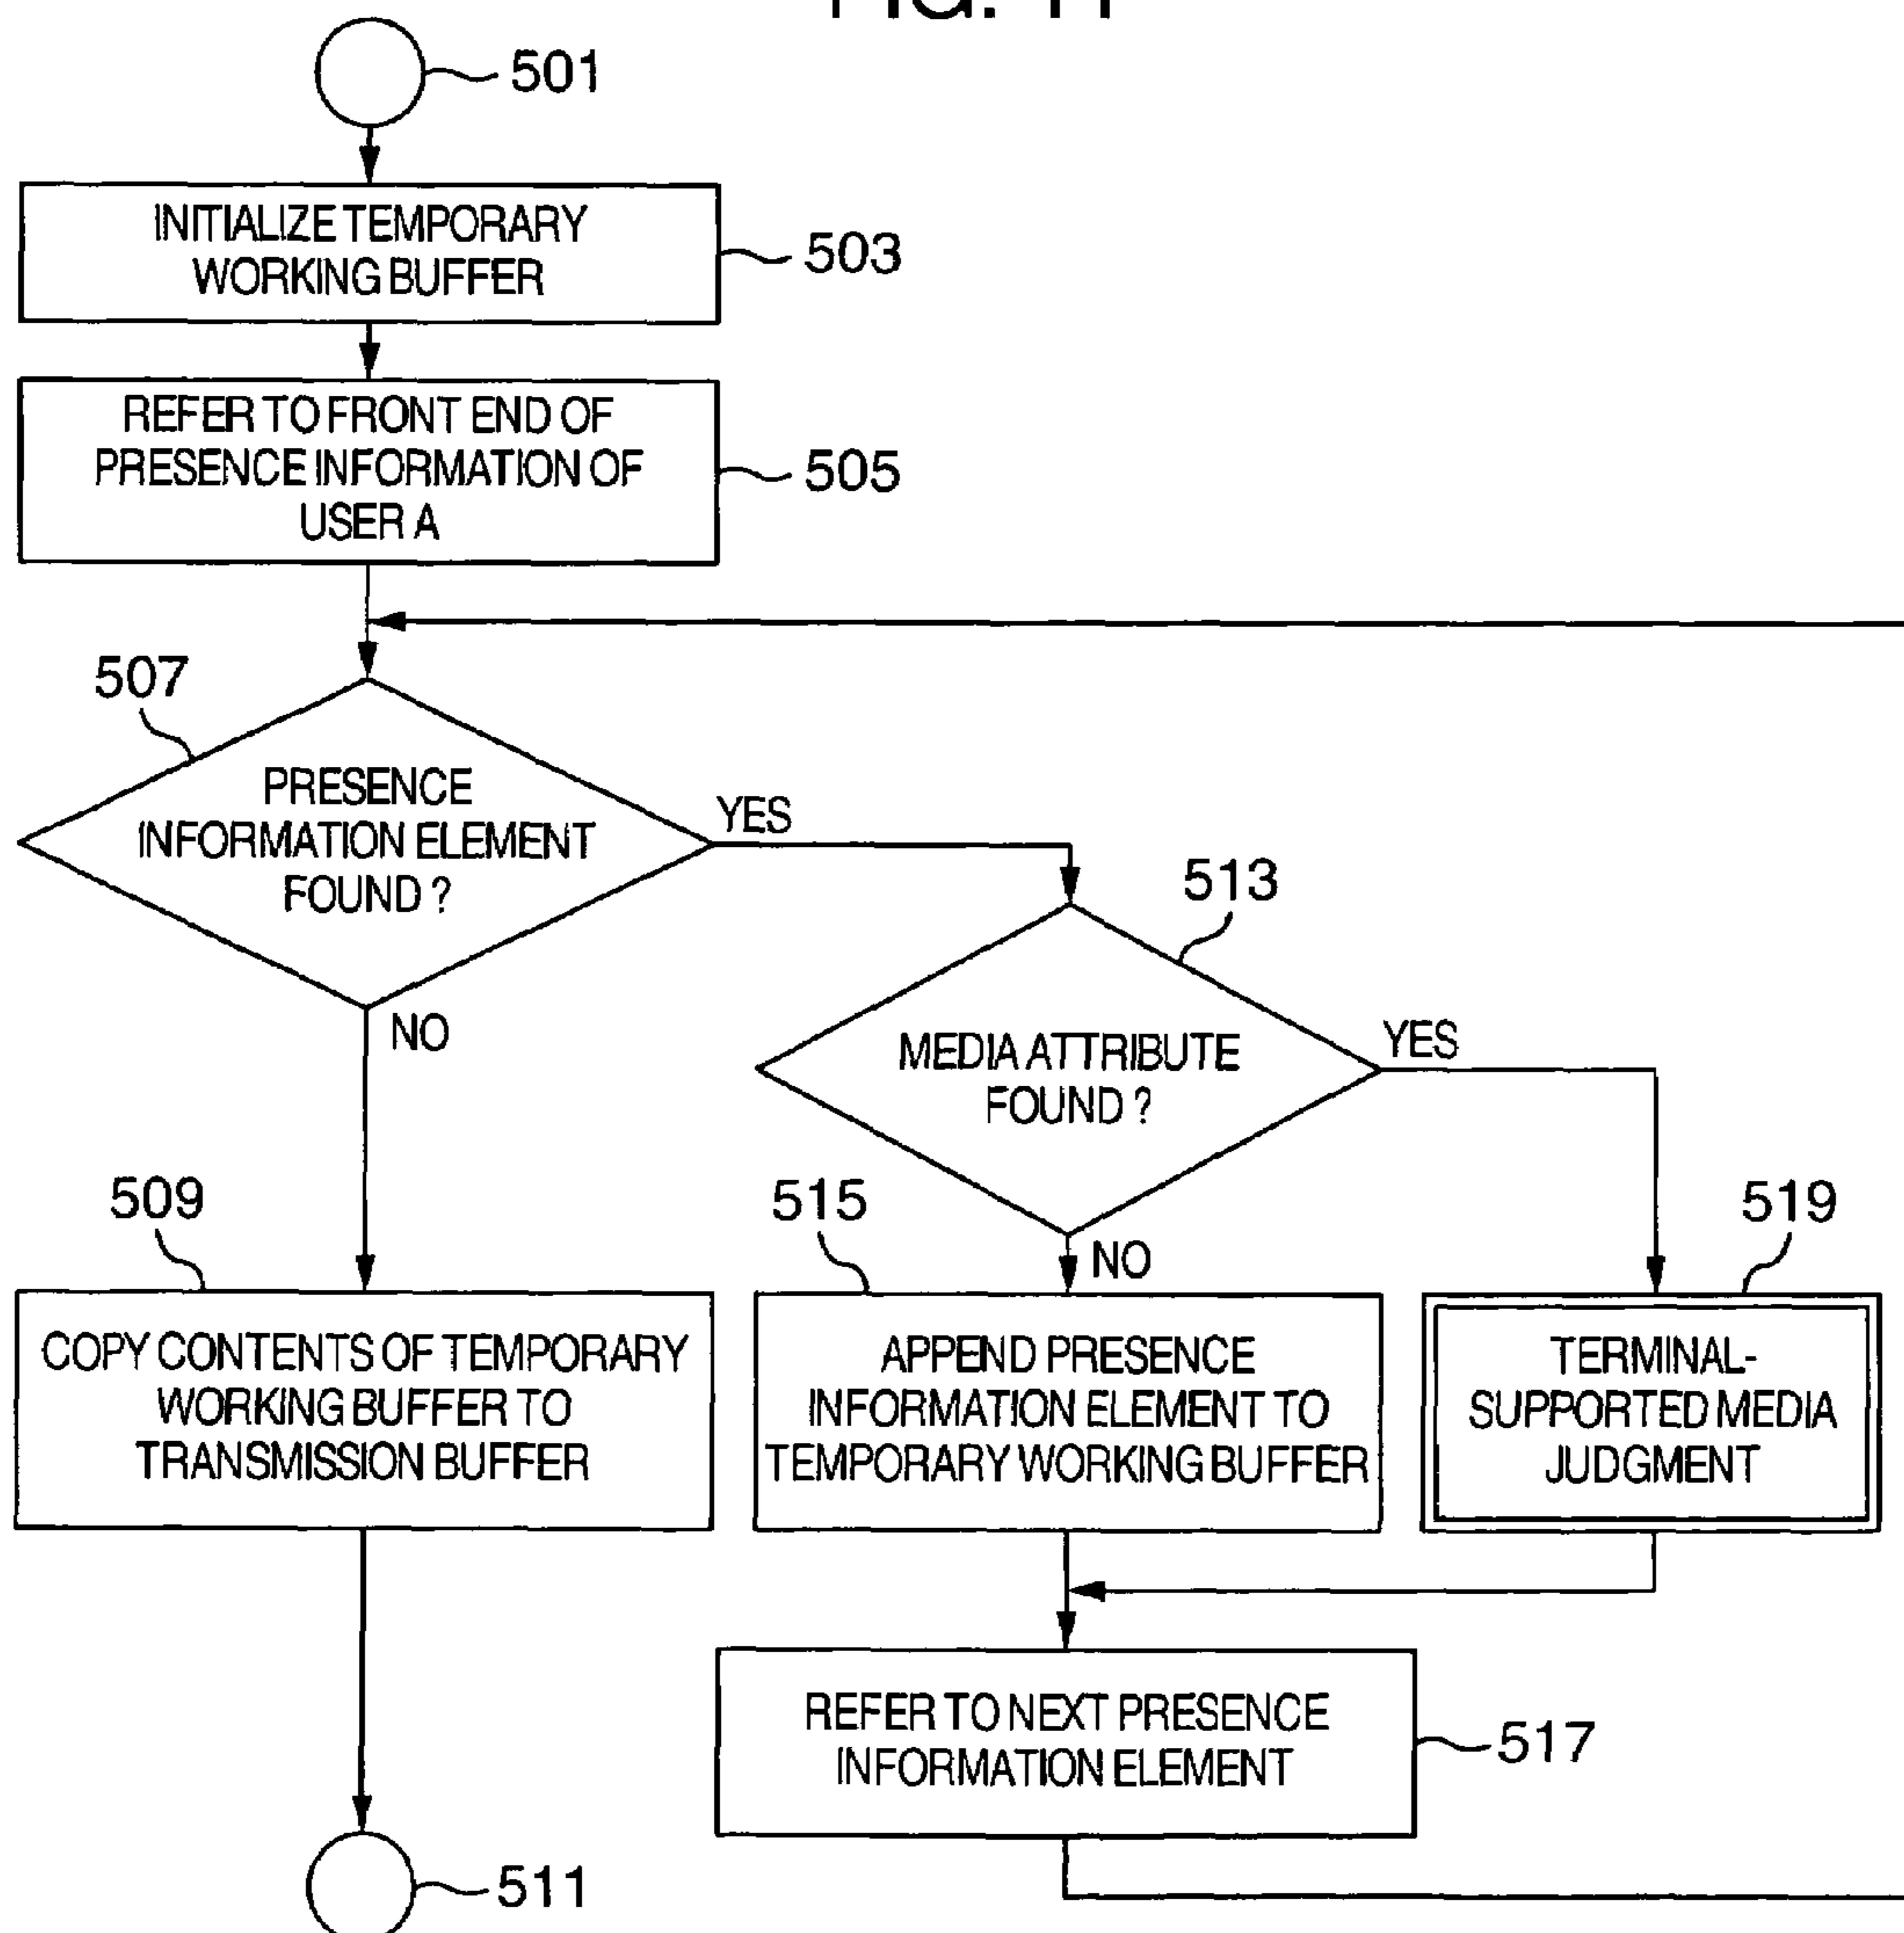 FIG. 11
501
INITIALIZE TEMPORARY
WORKING BUFFER
503
REFER TO FRONT END OF
PRESENCE INFORMATION OF
USER A
505
507
PRESENCE
INFORMATION ELEMENT
FOUND ?
YES
NO
513
MEDIA ATTRIBUTE
FOUND ?
YES
NO
509
COPY CONTENTS OF TEMPORARY
WORKING BUFFER TO
TRANSMISSION BUFFER
515
APPEND PRESENCE
INFORMATION ELEMENT TO
TEMPORARY WORKING BUFFER
519
TERMINAL-
SUPPORTED MEDIA
JUDGMENT
REFER TO NEXT PRESENCE
INFORMATION ELEMENT
517
511